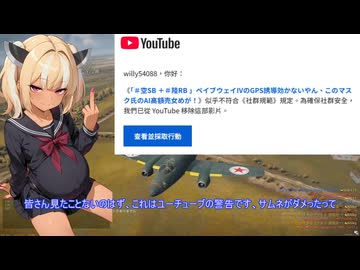 YouTube
willy54088，你好：
《「＃空SB ＋＃陸RB 」ペイブウェイIVのGPS誘導効かないやん、このマス
ク氏のAI高額売女めが！》似乎不符合《社群規範》規定。為確保社群安全，
我們已從 YouTube 移除這部影片。
查看並採取行動
皆さん見たことないのはず、これはユーチューブの警告です、サムネがダメったって